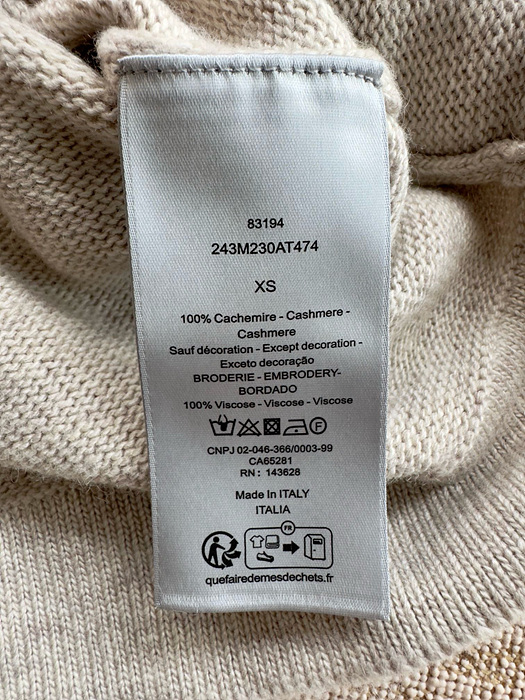 83194
243M230AT474
XS
100% Cachemire - Cashmere -
Cashmere
Sauf décoration - Except decoration -
Exceto decoração
BRODERIE - EMBRODERY-
BORDADO
100% Viscose - Viscose - Viscose
F
CNPJ 02-046-366/0003-99
CA65281
RN : 143628
Made In ITALY
ITALIA
FR
quefairedemesdechets.fr